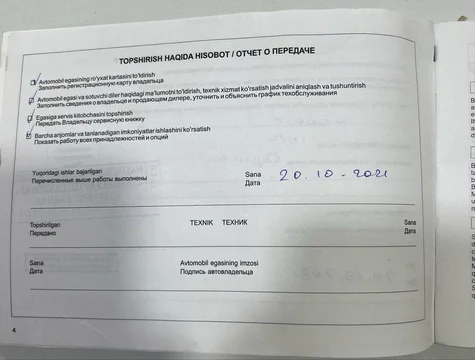 TOPSHIRISH HAQIDA HISOBOT / ОТЧЕТ О ПЕРЕДАЧЕ
Avtomobil egasining ro'yxat kartasini to'ldirish
Заполнить регистрационную карту владельца
Avtomobil egasi va sotuvchi diler haqidagi ma'lumotni to'ldirish, texnik xizmat ko'rsatish jadvalini aniqlash va tushuntirish
Заполнить сведения о владельце и продающем дилере, уточнить и объяснить график техобслуживания
Egasiga servis kitobchasini topshirish
Передать Владельцу сервисную книжку
Barcha anjomlar va tanlanadigan imkoniyatlar ishlashini ko'rsatish
Показать работу всех принадлежностей и опций
Yuqoridagi ishlar bajarilgan
Перечисленные выше работы выполнены
Sana
Дата
20.10-2021
Topshirilgan
Передано
TEXNIK ТЕХНИК
Sana
Дата
Sana
Дата
Avtomobil egasining imzosi
Подпись автовладельца
4